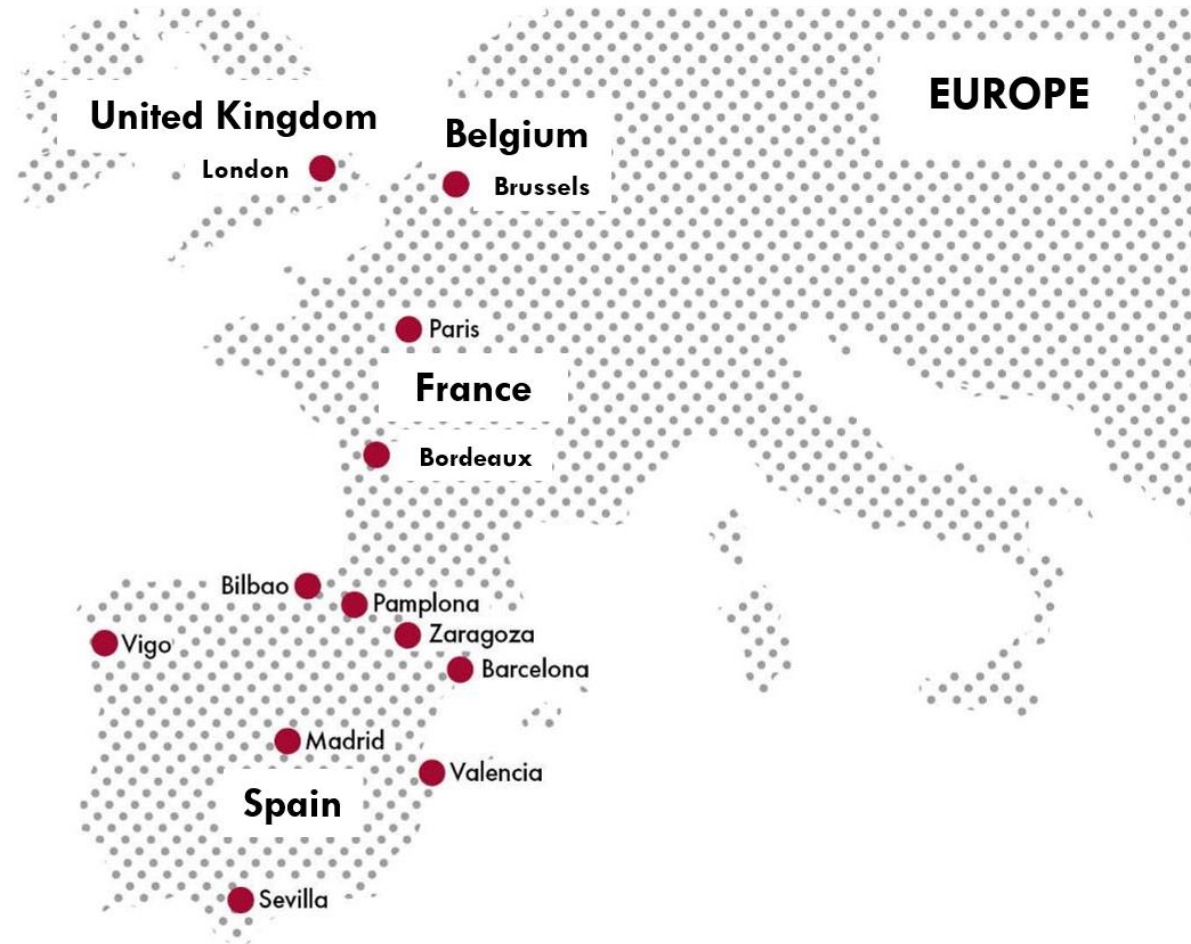 EUROPE
United Kingdom
Belgium
London
Brussels
Paris
France
Bordeaux
Bilbao
Pamplona
Zaragoza
Vigo
Barcelona
Madrid
Valencia
Spain
Sevilla